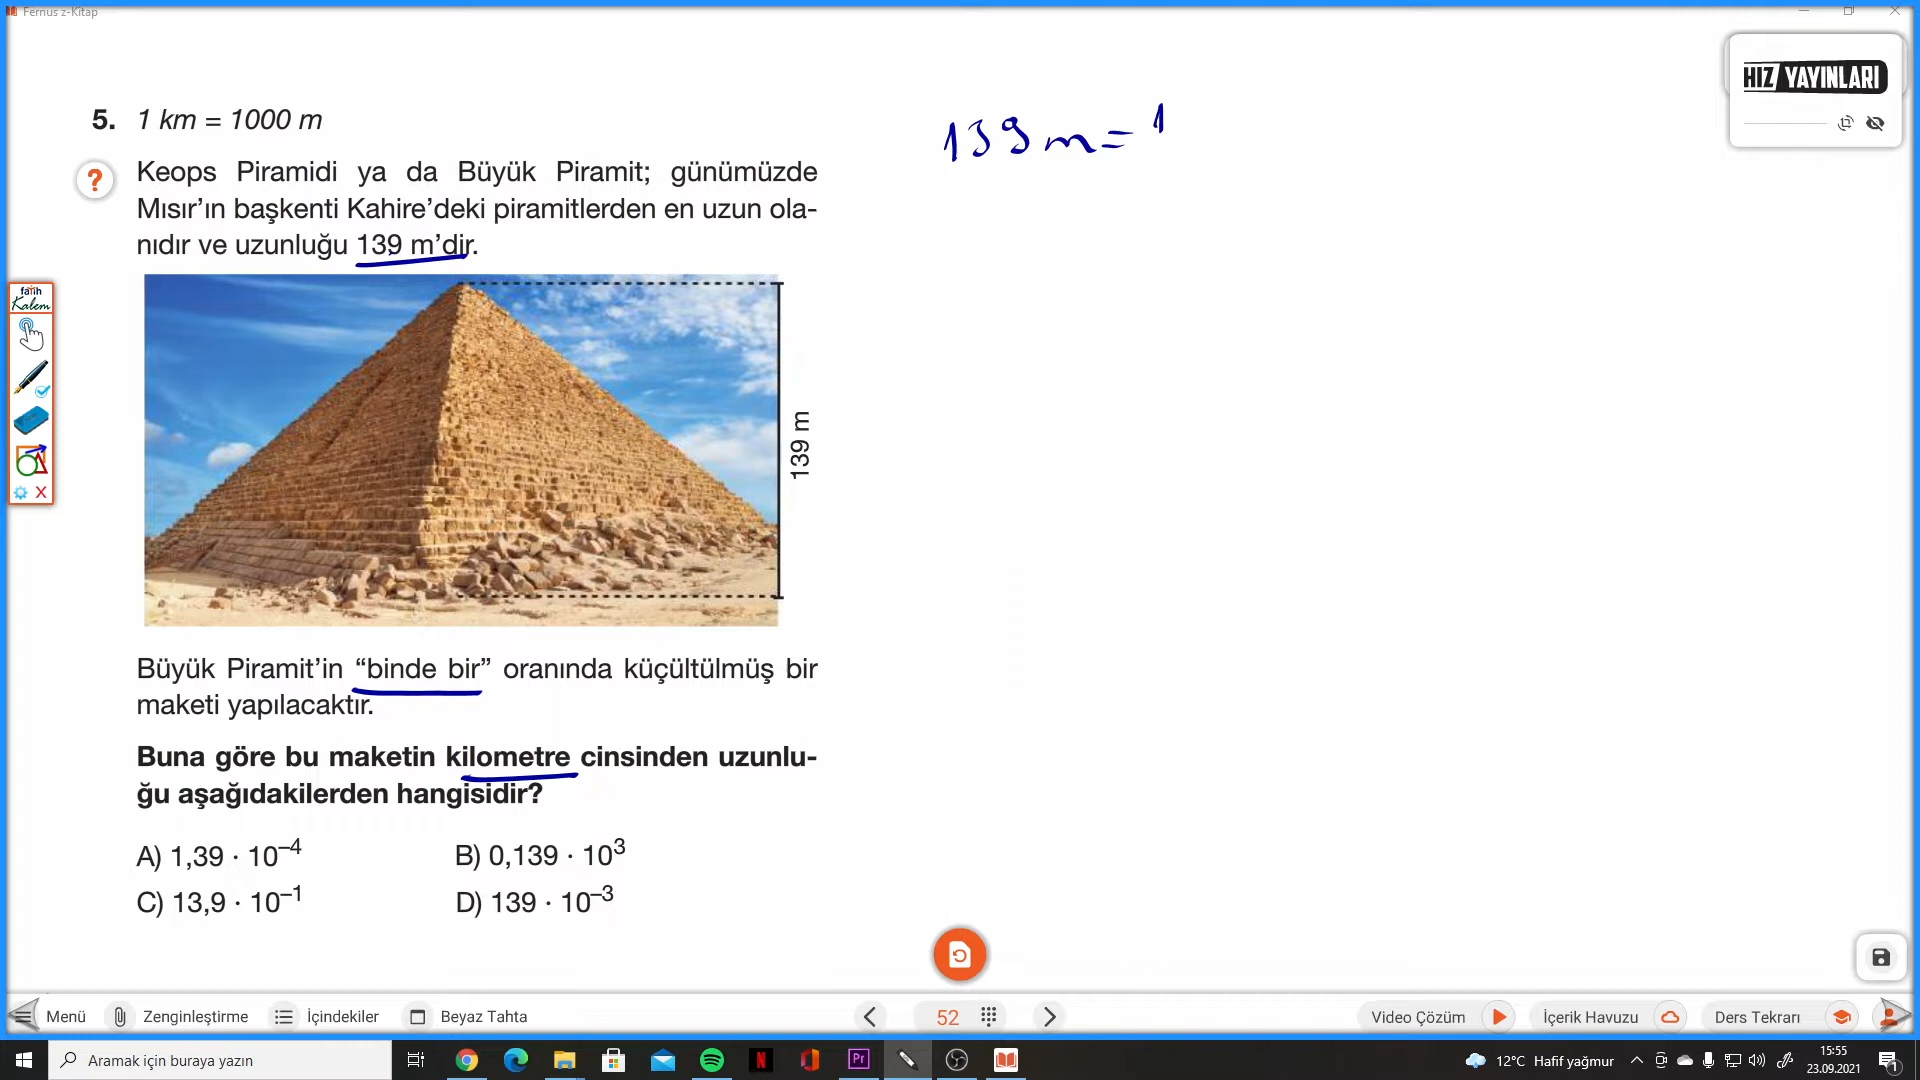 Fernus z-Kitap
HIZ YAYINLARI
5. 1 km = 1000 m
139 m = 1
Keops Piramidi ya da Büyük Piramit; günümüzde
Mısır’ın başkenti Kahire’deki piramitlerden en uzun ola-
nıdır ve uzunluğu 139 m’dir.
?
fatih
Kalem
139 m
Büyük Piramit’in “binde bir” oranında küçültülmüş bir
maketi yapılacaktır.
Buna göre bu maketin kilometre cinsinden uzunlu-
ğu aşağıdakilerden hangisidir?
A) 1,39 · 10⁻⁴ B) 0,139 · 10³
C) 13,9 · 10⁻¹ D) 139 · 10⁻³
Menü Zenginleştirme İçindekiler Beyaz Tahta 52 Video Çözüm İçerik Havuzu Ders Tekrarı
Aramak için buraya yazın
N
Pr
12°C Hafif yağmur
15:55
23.09.2021
1